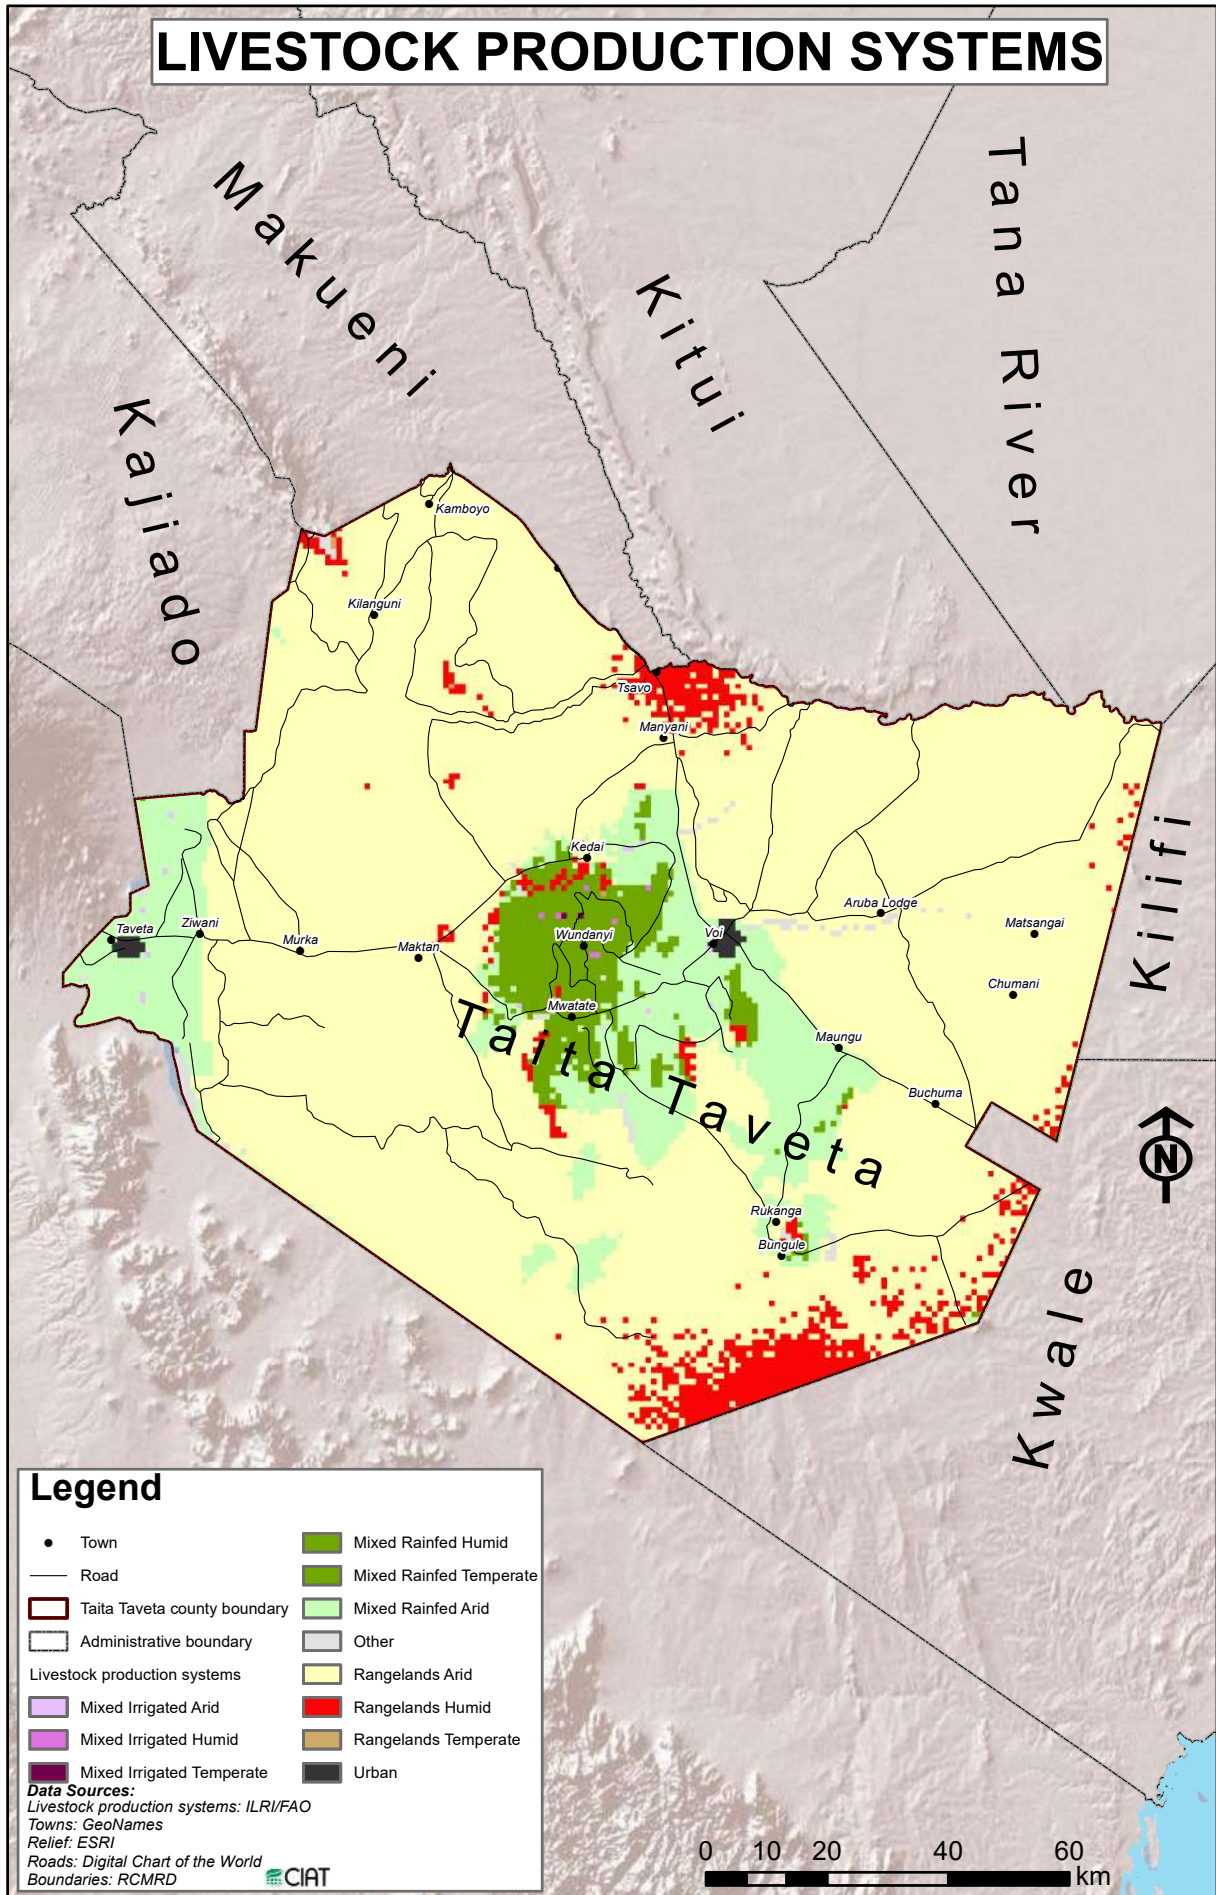 LIVESTOCK PRODUCTION SYSTEMS
Tana River
Makueni
Kitui
Kajiado
Kamboyo
Kilanguni
Tsavo
Manyani
Kilifi
Kedai
Aruba Lodge
Taveta
Ziwani
Murka
Maktan
Wundanyi
Voi
Matsangai
Chumani
Mwatate
Taita Taveta
Maungu
Buchuma
N
Rukanga
Bungule
Kwale
Legend
Town
Road
Taita Taveta county boundary
Administrative boundary
Livestock production systems
Mixed Irrigated Arid
Mixed Irrigated Humid
Mixed Irrigated Temperate
Mixed Rainfed Humid
Mixed Rainfed Temperate
Mixed Rainfed Arid
Other
Rangelands Arid
Rangelands Humid
Rangelands Temperate
Urban
Data Sources:
Livestock production systems: ILRI/FAO
Towns: GeoNames
Relief: ESRI
Roads: Digital Chart of the World
Boundaries: RCMRD
CIAT
0 10 20 40 60
km